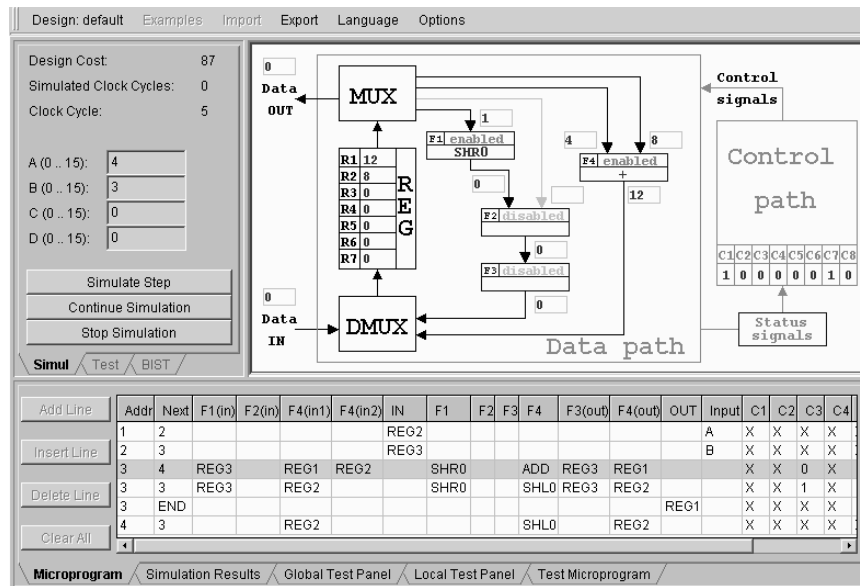 Design: default Examples Import Export Language Options
Design Cost: 87
Simulated Clock Cycles: 0
Clock Cycle: 5
A (0 .. 15): 4
B (0 .. 15): 3
C (0 .. 15): 0
D (0 .. 15): 0
Simulate Step
Continue Simulation
Stop Simulation
Simul Test BIST
0
Data
OUT
MUX
1
F1 enabled
SHR0
0
4 8
F4 enabled
+
12
R1 12
R2 8
R3 0
R4 0
R5 0
R6 0
R7 0
REG
F2 disabled
0
F3 disabled
0
0
Data
IN
DMUX
Data path
Control
signals
Control
path
C1 C2 C3 C4 C5 C6 C7 C8
1 0 0 0 0 0 1 0
Status
signals
Add Line
Insert Line
Delete Line
Clear All
Addr Next F1(in) F2(in) F4(in1) F4(in2) IN F1 F2 F3 F4 F3(out) F4(out) OUT Input C1 C2 C3 C4
1 2 REG2 A X X X X
2 3 REG3 B X X X X
3 4 REG3 REG1 REG2 SHR0 ADD REG3 REG1 X X 0 X
3 3 REG3 REG2 SHR0 SHL0 REG3 REG2 X X 1 X
3 END REG1 X X X X
4 3 REG2 SHL0 REG2 X X X X
Microprogram Simulation Results Global Test Panel Local Test Panel Test Microprogram